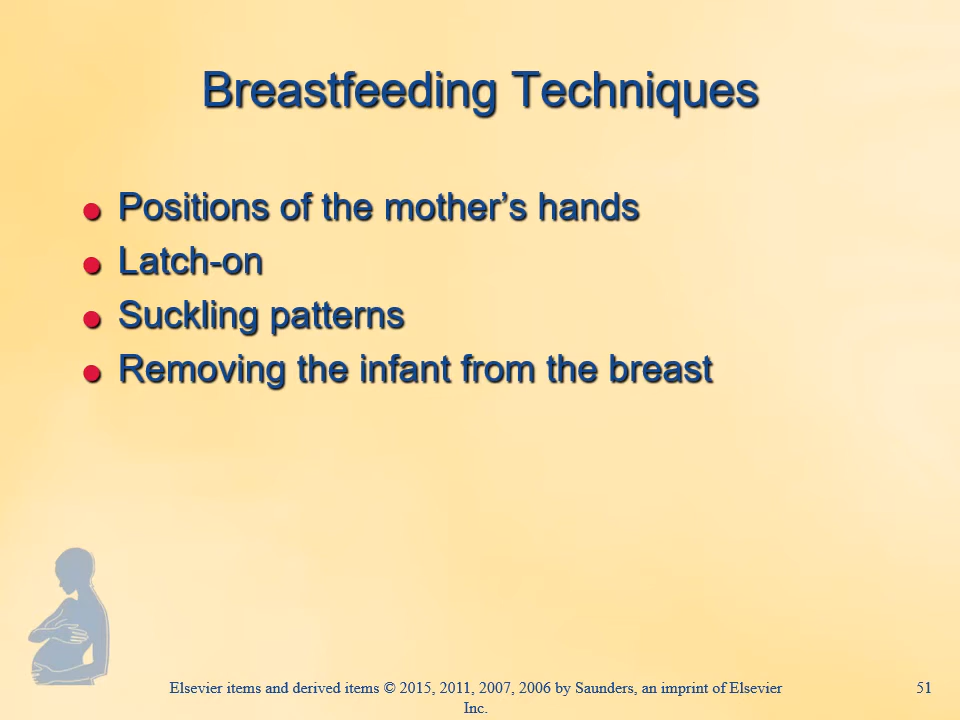 Breastfeeding Techniques
Positions of the mother’s hands
Latch-on
Suckling patterns
Removing the infant from the breast
Elsevier items and derived items © 2015, 2011, 2007, 2006 by Saunders, an imprint of Elsevier
Inc.
51